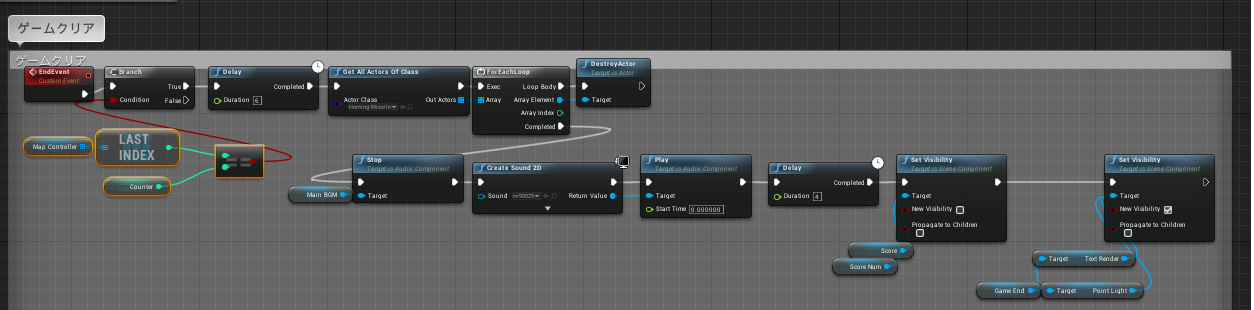 ゲームクリア
ゲームクリア
EndEvent
Custom Event
Branch
True
Condition
False
Delay
Completed
Duration 6
Get All Actors Of Class
Actor Class
Homing Missile
Out Actors
ForEachLoop
Exec
Loop Body
Array
Array Element
Array Index
Completed
DestroyActor
Target is Actor
Target
Map Controller
LAST
INDEX
Counter
==
Main BGM
Stop
Target is Audio Component
Target
Create Sound 2D
Sound
Return Value
Play
Target is Audio Component
Target
Start Time 0.000000
Delay
Completed
Duration 4
Set Visibility
Target is Scene Component
Target
New Visibility
Propagate to Children
Score
Score Num
Set Visibility
Target is Scene Component
Target
New Visibility
Propagate to Children
Target Text Render
Game End
Target Point Light